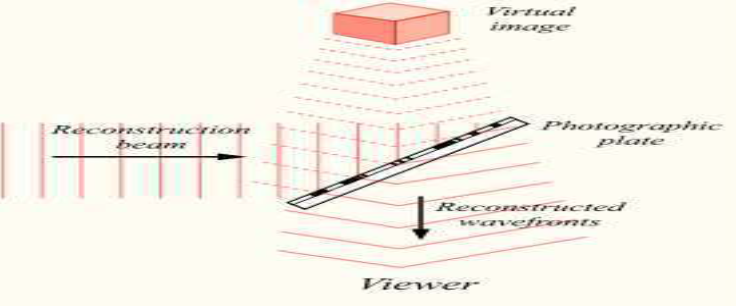 Virtual
image
Reconstruction
beam
Photographic
plate
Reconstructed
wavefronts
Viewer